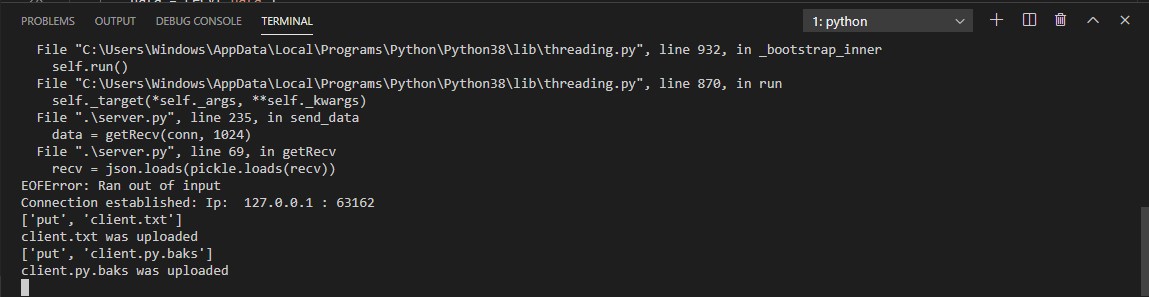 PROBLEMS OUTPUT DEBUG CONSOLE TERMINAL 1: python
File "C:\Users\Windows\AppData\Local\Programs\Python\Python38\lib\threading.py", line 932, in _bootstrap_inner
self.run()
File "C:\Users\Windows\AppData\Local\Programs\Python\Python38\lib\threading.py", line 870, in run
self._target(*self._args, **self._kwargs)
File ".\server.py", line 235, in send_data
data = getRecv(conn, 1024)
File ".\server.py", line 69, in getRecv
recv = json.loads(pickle.loads(recv))
EOFError: Ran out of input
Connection established: Ip:  127.0.0.1 : 63162
['put', 'client.txt']
client.txt was uploaded
['put', 'client.py.baks']
client.py.baks was uploaded